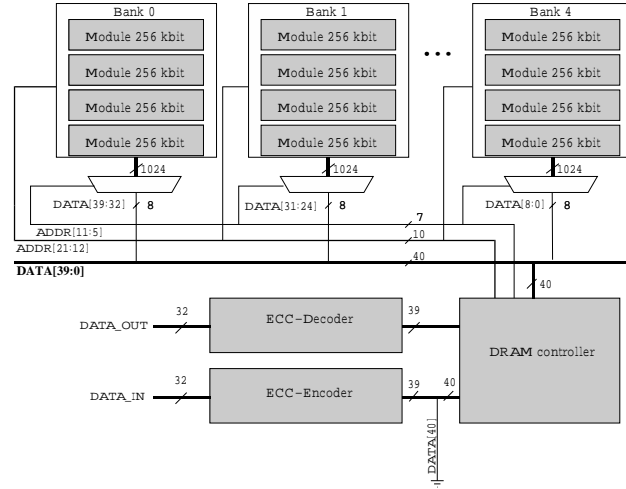 Bank 0 Bank 1 Bank 4
Module 256 kbit Module 256 kbit Module 256 kbit
Module 256 kbit Module 256 kbit Module 256 kbit
Module 256 kbit Module 256 kbit Module 256 kbit
Module 256 kbit Module 256 kbit Module 256 kbit
1024 1024 1024
DATA[39:32] 8 DATA[31:24] 8 DATA[8:0] 8
7
ADDR[11:5] 10
ADDR[21:12]
40
DATA[39:0]
40
32 ECC-Decoder 39
DATA_OUT
DRAM controller
32 ECC-Encoder 39 40
DATA_IN
DATA[40]